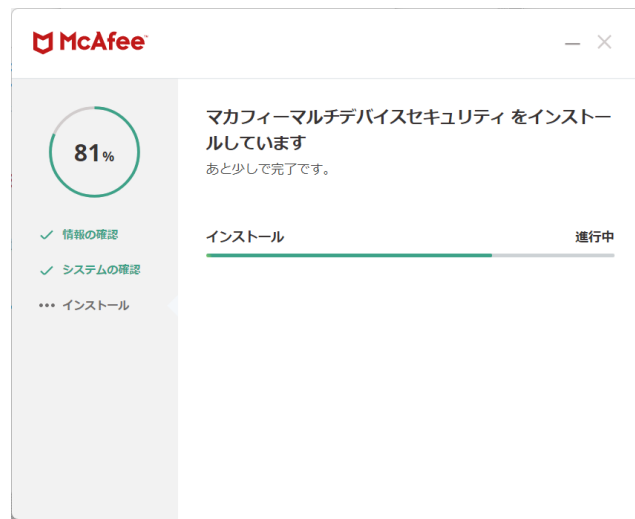 McAfee™
81%
マカフィーマルチデバイスセキュリティ をインストー
ルしています
あと少しで完了です。
情報の確認
システムの確認
インストール
インストール 進行中